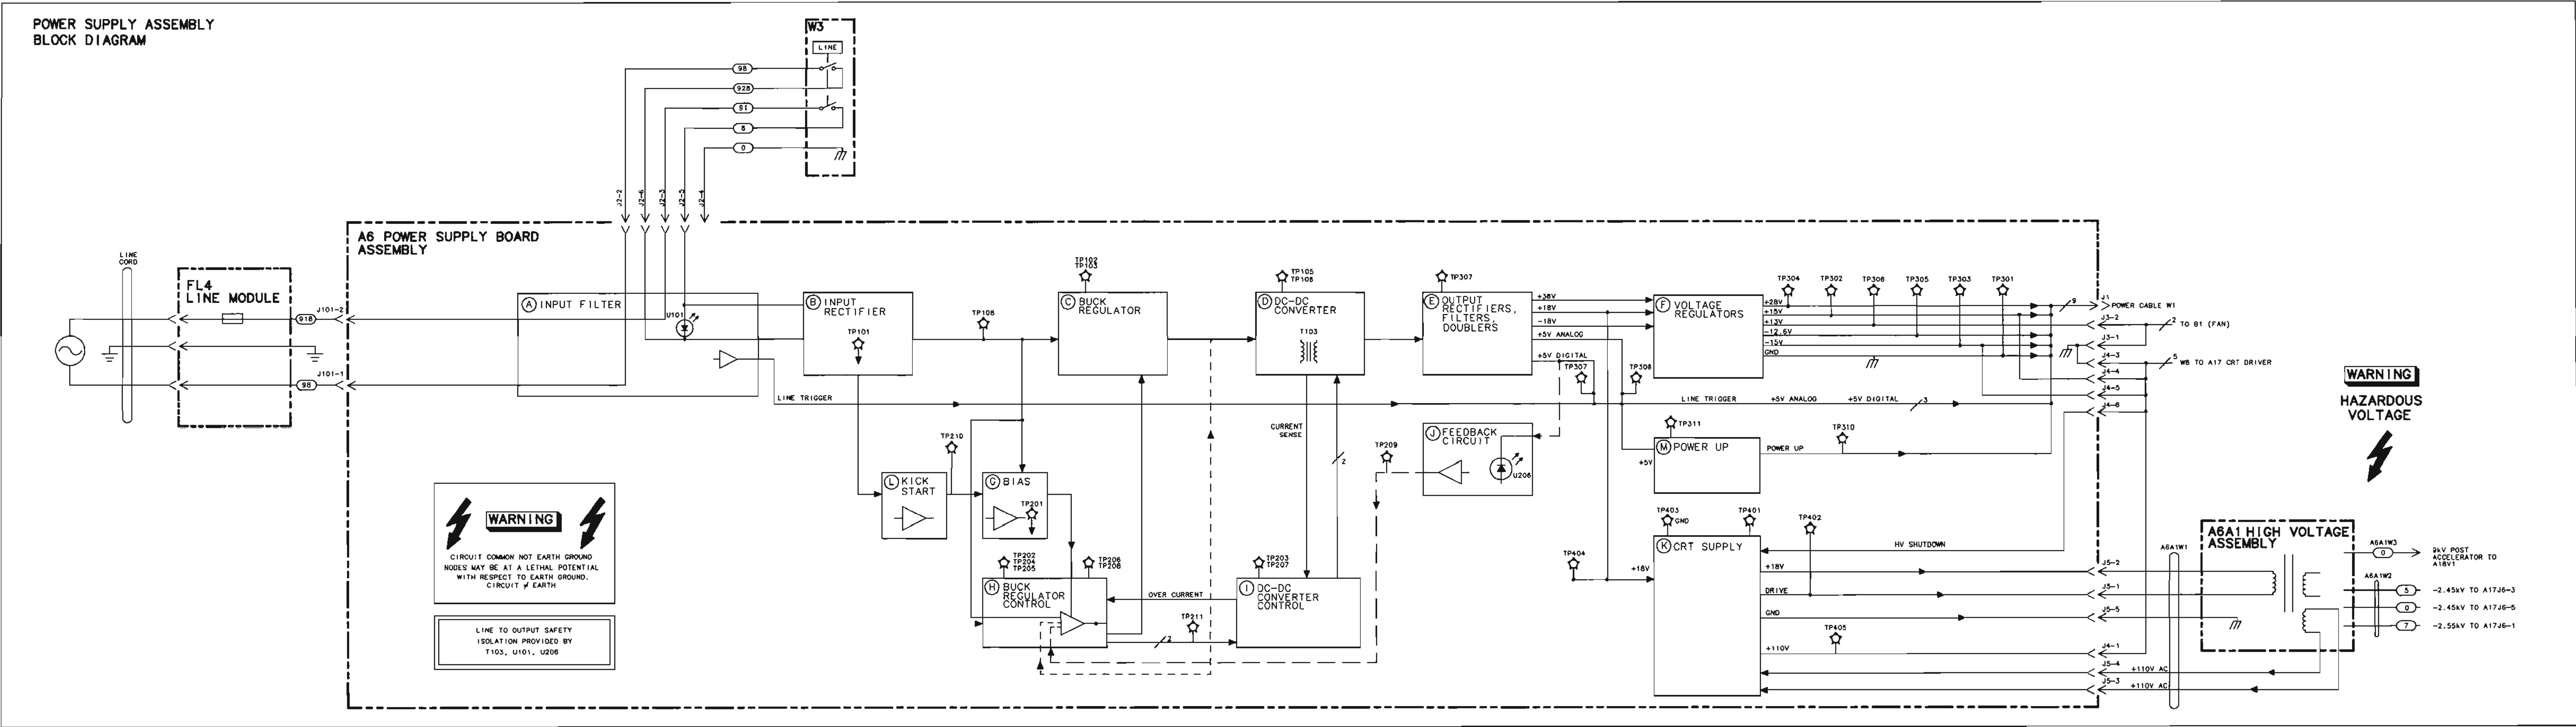 POWER SUPPLY ASSEMBLY
BLOCK DIAGRAM
W3
LINE
98
928
91
8
0
J2-2
J2-6
J2-3
J2-5
J2-4
A6 POWER SUPPLY BOARD
ASSEMBLY
LINE
CORD
FL4
LINE MODULE
918
J101-2
98
J101-1
A INPUT FILTER
U101
LINE TRIGGER
B INPUT
RECTIFIER
TP101
TP108
TP102
TP103
C BUCK
REGULATOR
TP105
TP106
D DC-DC
CONVERTER
T103
TP307
E OUTPUT
RECTIFIERS,
FILTERS,
DOUBLERS
+38V
+18V
-18V
+5V ANALOG
+5V DIGITAL
TP307
TP308
F VOLTAGE
REGULATORS
TP304
TP302
TP306
TP305
TP303
TP301
+28V
+15V
+13V
-12.6V
-15V
GND
9
J1
POWER CABLE W1
J3-2
2
TO B1 (FAN)
J3-1
J4-3
5
W8 TO A17 CRT DRIVER
J4-4
J4-5
J4-6
LINE TRIGGER
+5V ANALOG
+5V DIGITAL
3
WARNING
HAZARDOUS
VOLTAGE
CURRENT
SENSE
2
TP209
J FEEDBACK
CIRCUIT
U206
TP311
M POWER UP
+5V
POWER UP
TP310
TP210
L KICK
START
G BIAS
TP201
WARNING
CIRCUIT COMMON NOT EARTH GROUND
NODES MAY BE AT A LETHAL POTENTIAL
WITH RESPECT TO EARTH GROUND.
CIRCUIT ≠ EARTH
LINE TO OUTPUT SAFETY
ISOLATION PROVIDED BY
T103, U101, U206
TP202
TP204
TP205
TP206
TP208
H BUCK
REGULATOR
CONTROL
OVER CURRENT
TP211
2
TP203
TP207
I DC-DC
CONVERTER
CONTROL
TP404
TP403
GND
TP401
TP402
K CRT SUPPLY
+18V
HV SHUTDOWN
+18V
DRIVE
GND
TP405
+110V
J5-2
J5-1
J5-5
J4-1
J5-4
+110V AC
J5-3
+110V AC
A6A1W1
A6A1 HIGH VOLTAGE
ASSEMBLY
A6A1W3
0
9kV POST
ACCELERATOR TO
A18V1
A6A1W2
5
-2.45kV TO A17J6-3
0
-2.45kV TO A17J6-5
7
-2.55kV TO A17J6-1